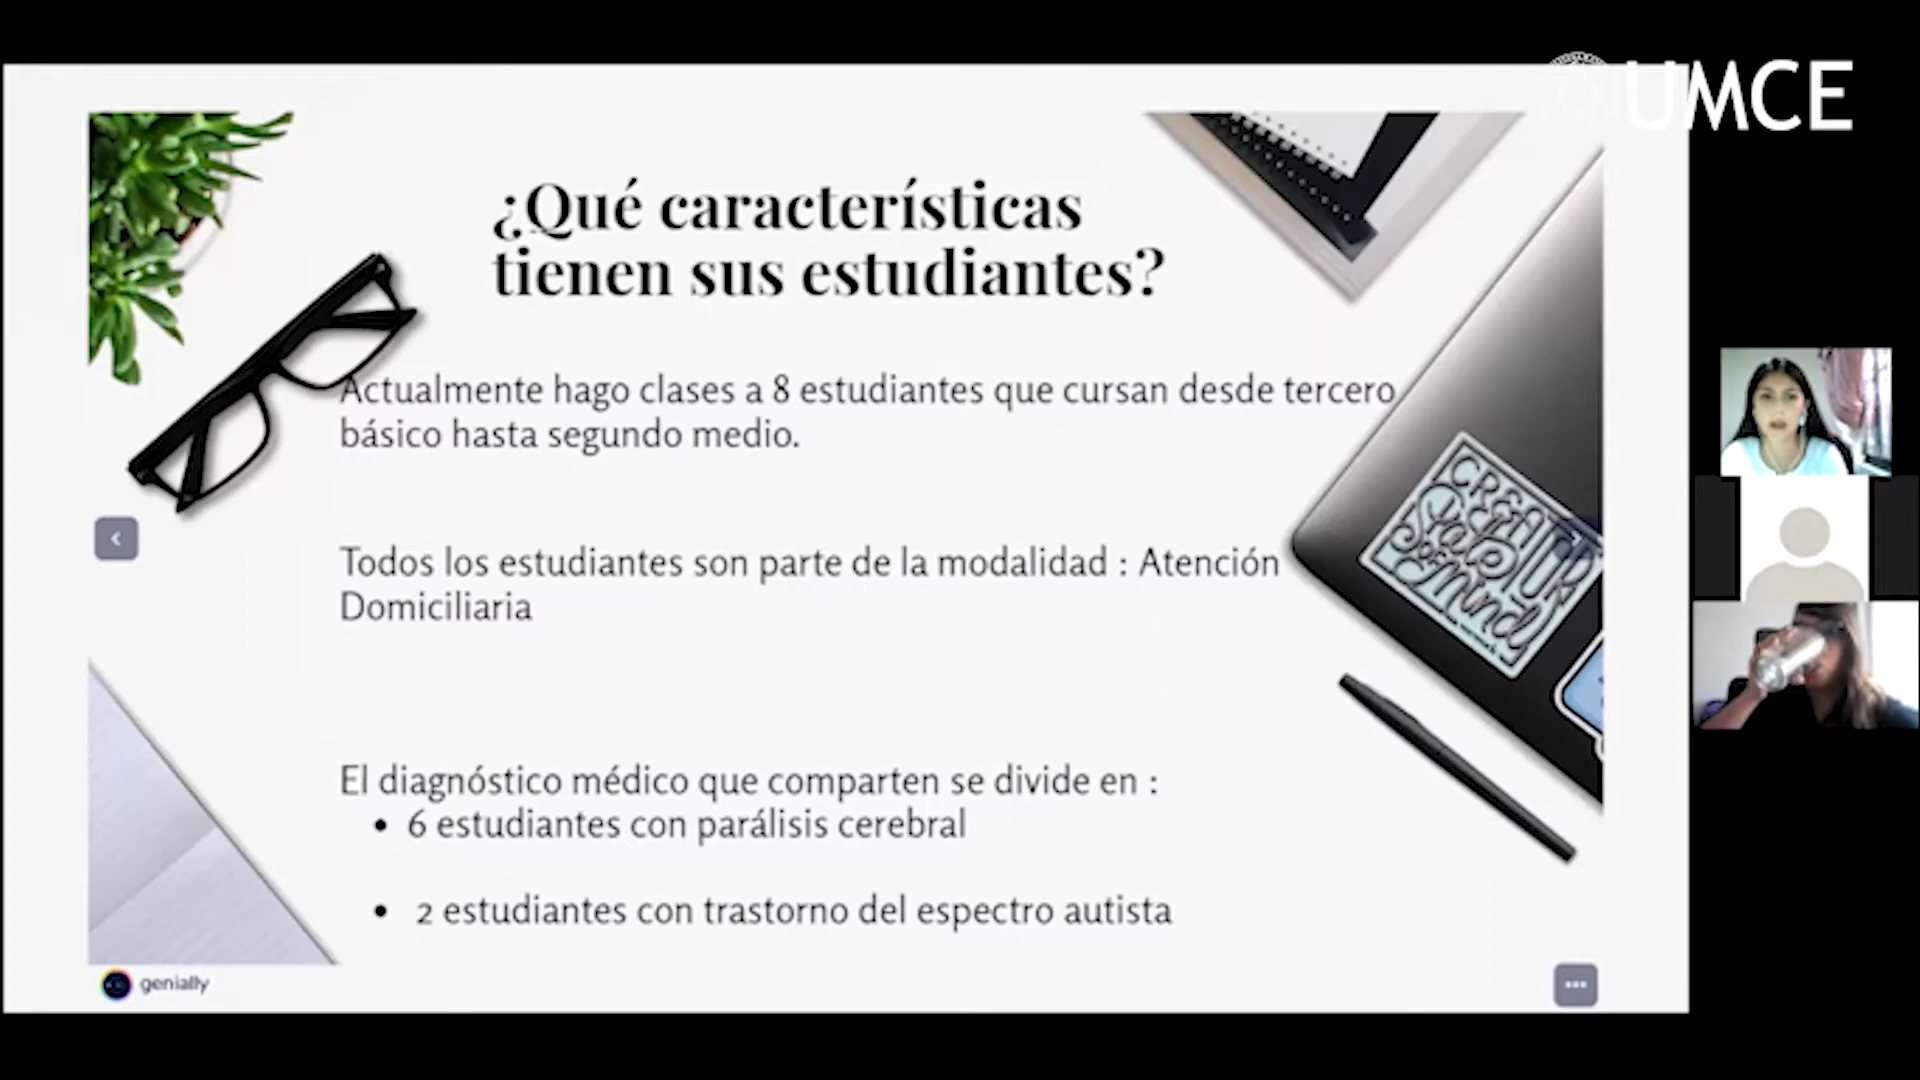 UMCE
¿Qué características
tienen sus estudiantes?
Actualmente hago clases a 8 estudiantes que cursan desde tercero
básico hasta segundo medio.
Todos los estudiantes son parte de la modalidad : Atención
Domiciliaria
El diagnóstico médico que comparten se divide en :
• 6 estudiantes con parálisis cerebral
• 2 estudiantes con trastorno del espectro autista
genially